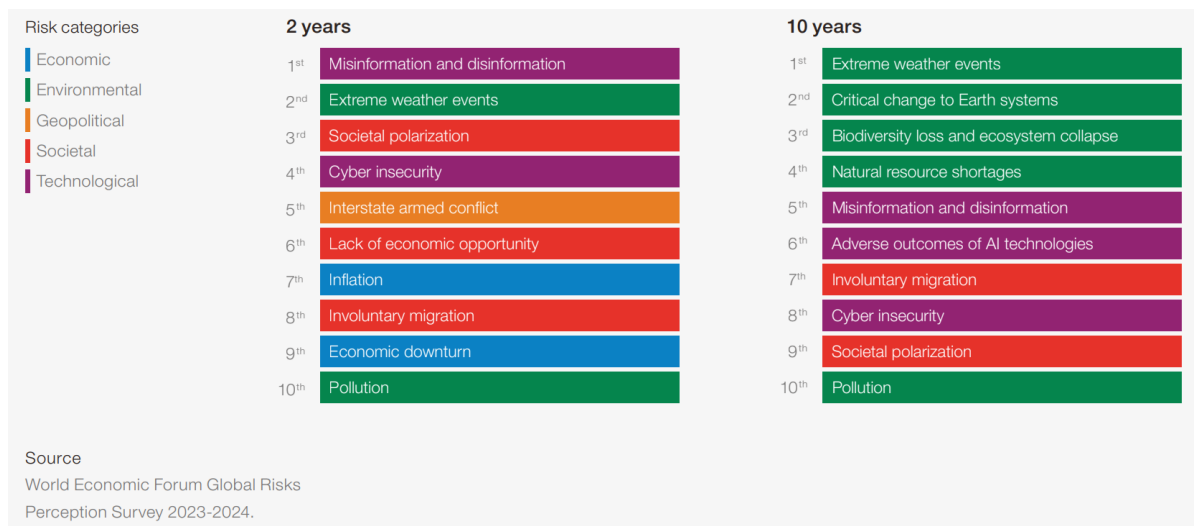 Risk categories
Economic
Environmental
Geopolitical
Societal
Technological
2 years
1st Misinformation and disinformation
2nd Extreme weather events
3rd Societal polarization
4th Cyber insecurity
5th Interstate armed conflict
6th Lack of economic opportunity
7th Inflation
8th Involuntary migration
9th Economic downturn
10th Pollution
10 years
1st Extreme weather events
2nd Critical change to Earth systems
3rd Biodiversity loss and ecosystem collapse
4th Natural resource shortages
5th Misinformation and disinformation
6th Adverse outcomes of AI technologies
7th Involuntary migration
8th Cyber insecurity
9th Societal polarization
10th Pollution
Source
World Economic Forum Global Risks
Perception Survey 2023-2024.